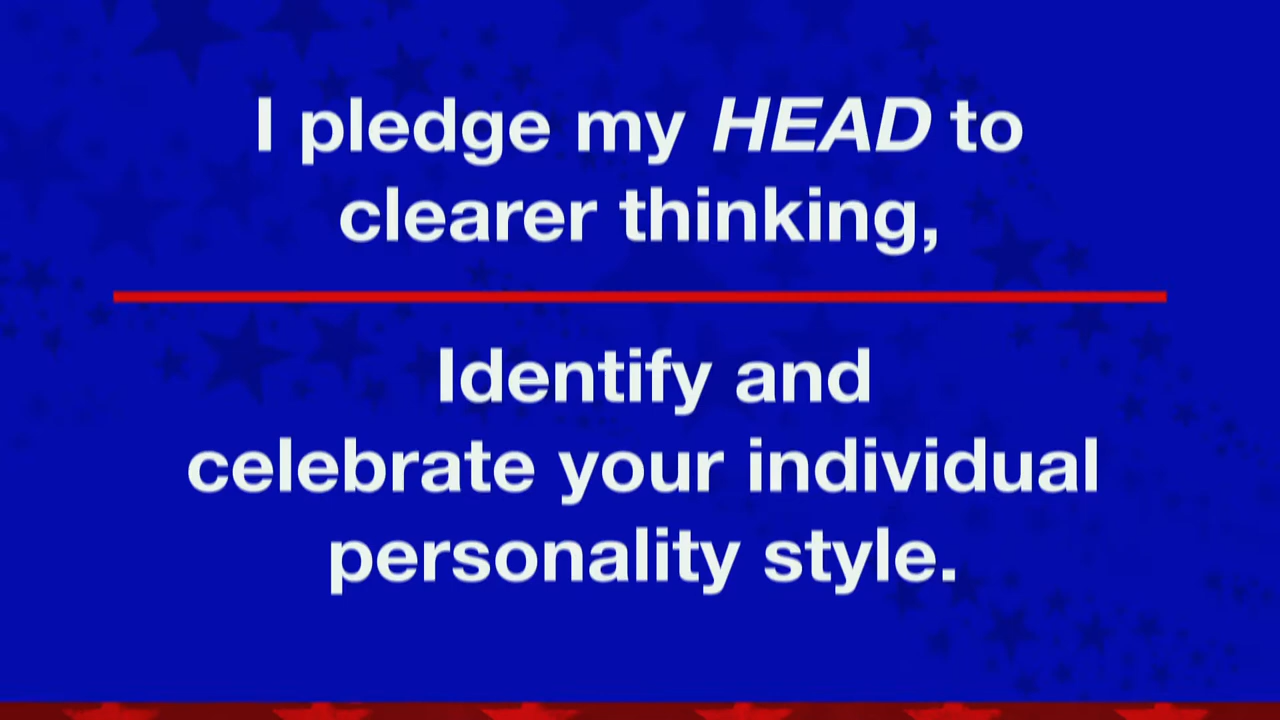 I pledge my HEAD to
clearer thinking,
Identify and
celebrate your individual
personality style.